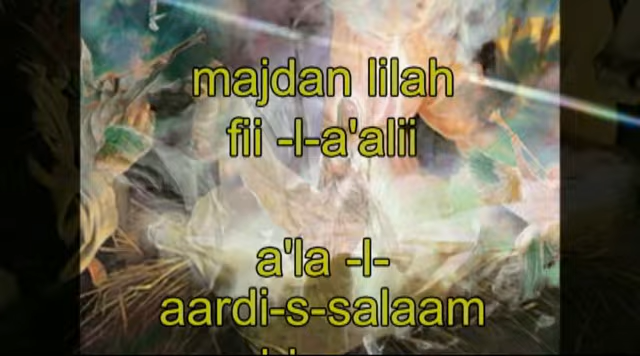 majdan lilah
fii -l-a'alii
a'la -l-
aardi-s-salaam